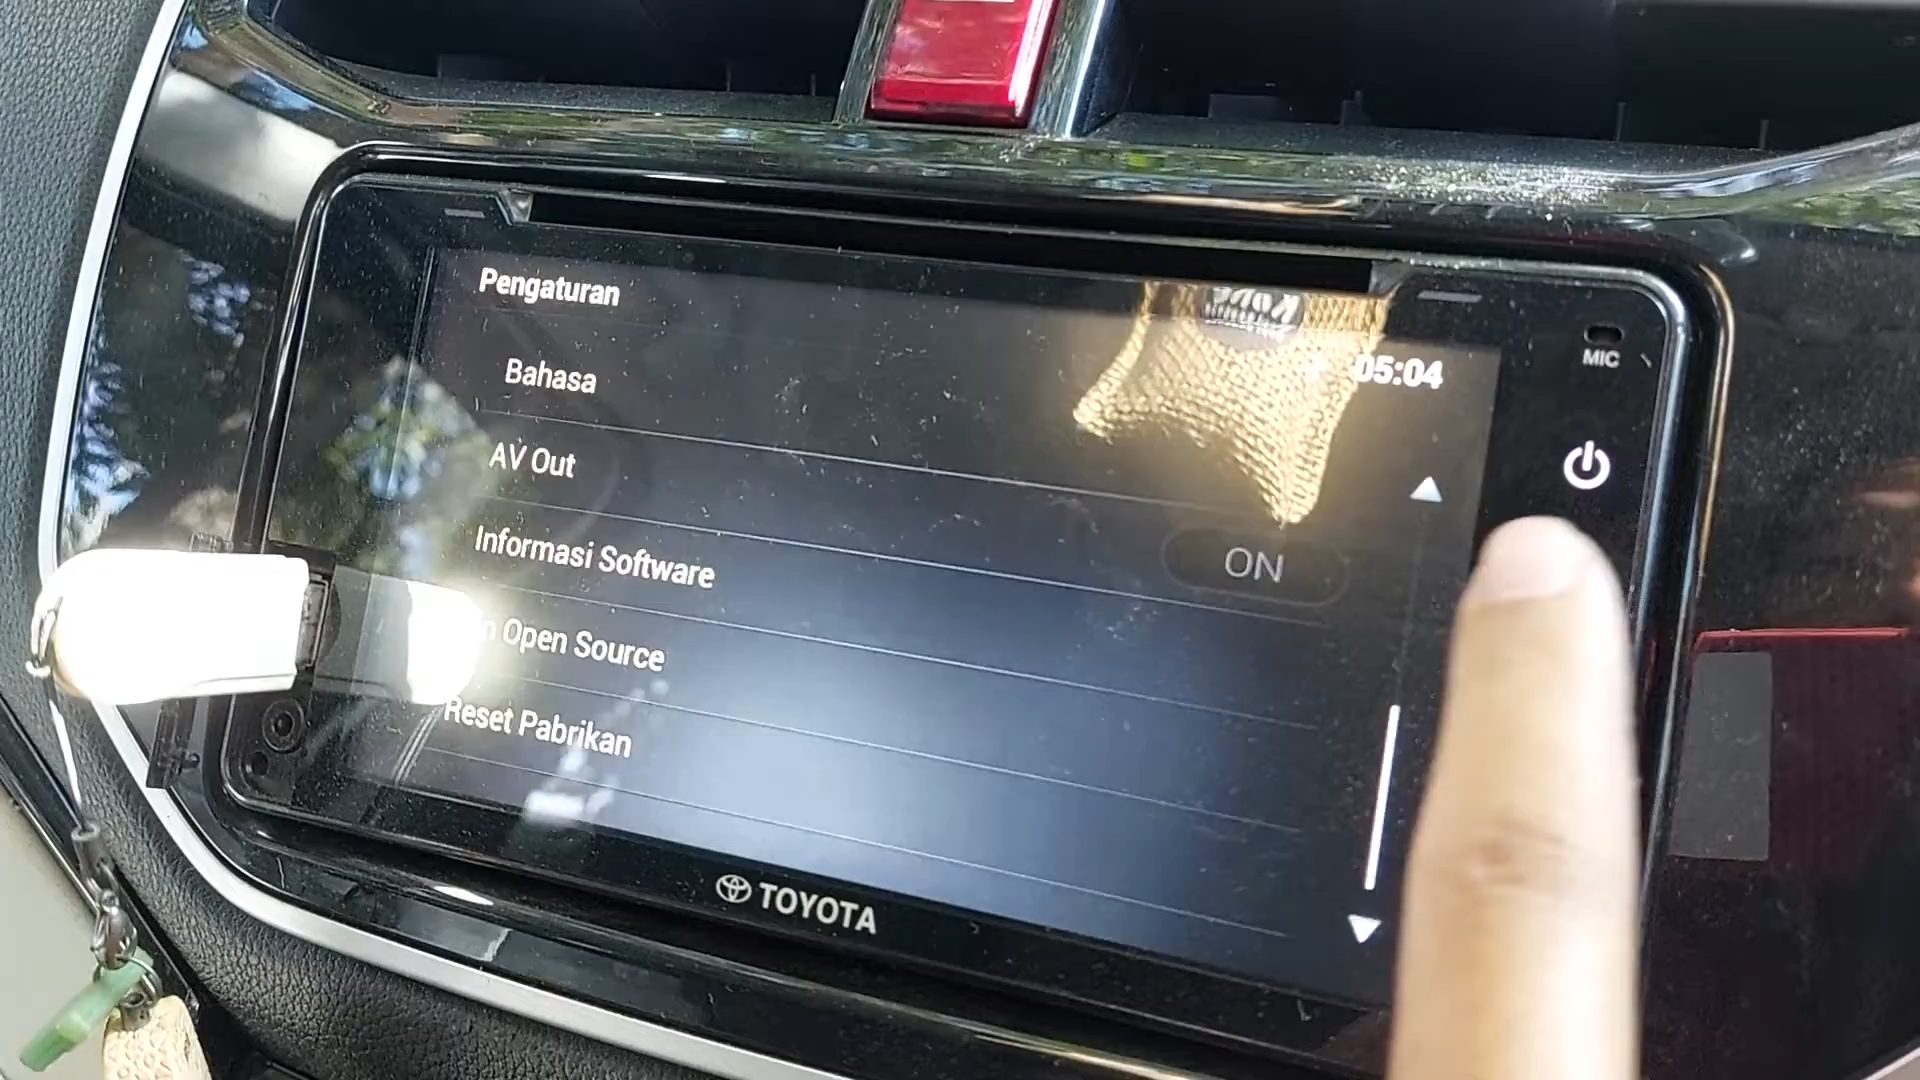 Pengaturan
05:04
Bahasa
AV Out
ON
Informasi Software
Open Source
Reset Pabrikan
MIC
TOYOTA